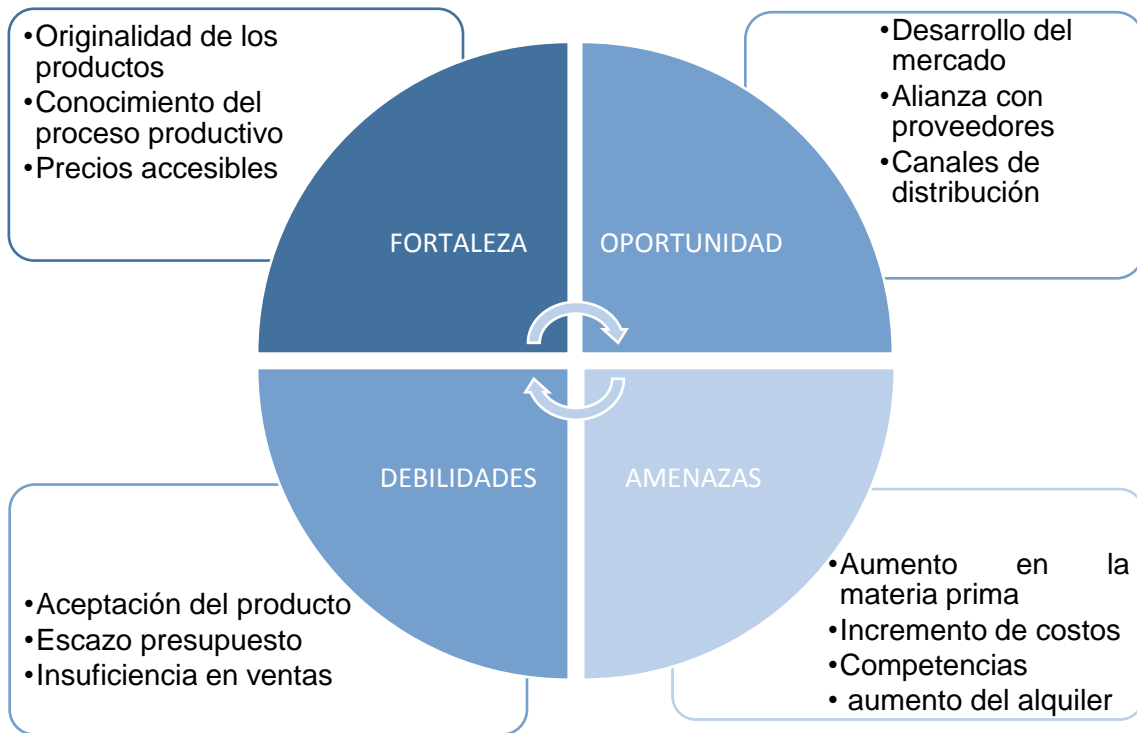 •Originalidad de los
productos
•Conocimiento del
proceso productivo
•Precios accesibles
•Desarrollo del
mercado
•Alianza con
proveedores
•Canales de
distribución
FORTALEZA
OPORTUNIDAD
DEBILIDADES
AMENAZAS
•Aceptación del producto
•Escazo presupuesto
•Insuficiencia en ventas
•Aumento en la
materia prima
•Incremento de costos
•Competencias
• aumento del alquiler